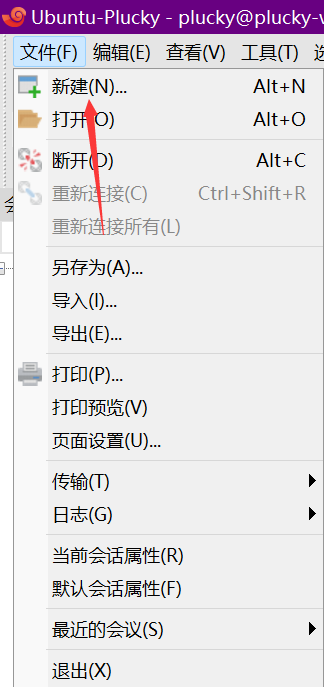 Ubuntu-Plucky - plucky@plucky-
文件(F) 编辑(E) 查看(V) 工具(T)
新建(N)... Alt+N
打开(O) Alt+O
断开(D) Alt+C
重新连接(C) Ctrl+Shift+R
重新连接所有(L)
另存为(A)...
导入(I)...
导出(E)...
打印(P)...
打印预览(V)
页面设置(U)...
传输(T)
日志(G)
当前会话属性(R)
默认会话属性(F)
最近的会议(S)
退出(X)